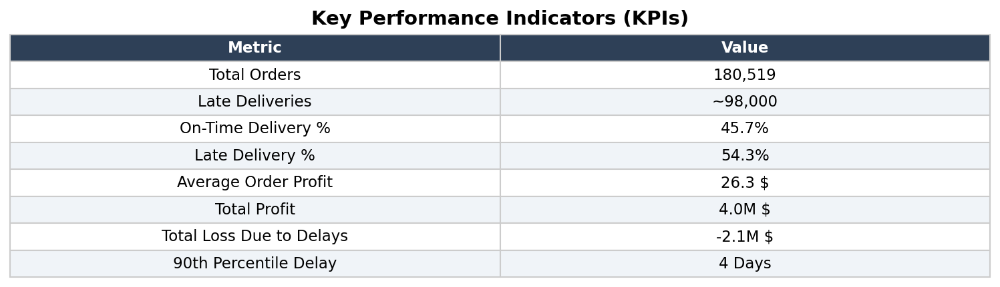 Key Performance Indicators (KPIs)
Metric Value
Total Orders 180,519
Late Deliveries ~98,000
On-Time Delivery % 45.7%
Late Delivery % 54.3%
Average Order Profit 26.3 $
Total Profit 4.0M $
Total Loss Due to Delays -2.1M $
90th Percentile Delay 4 Days